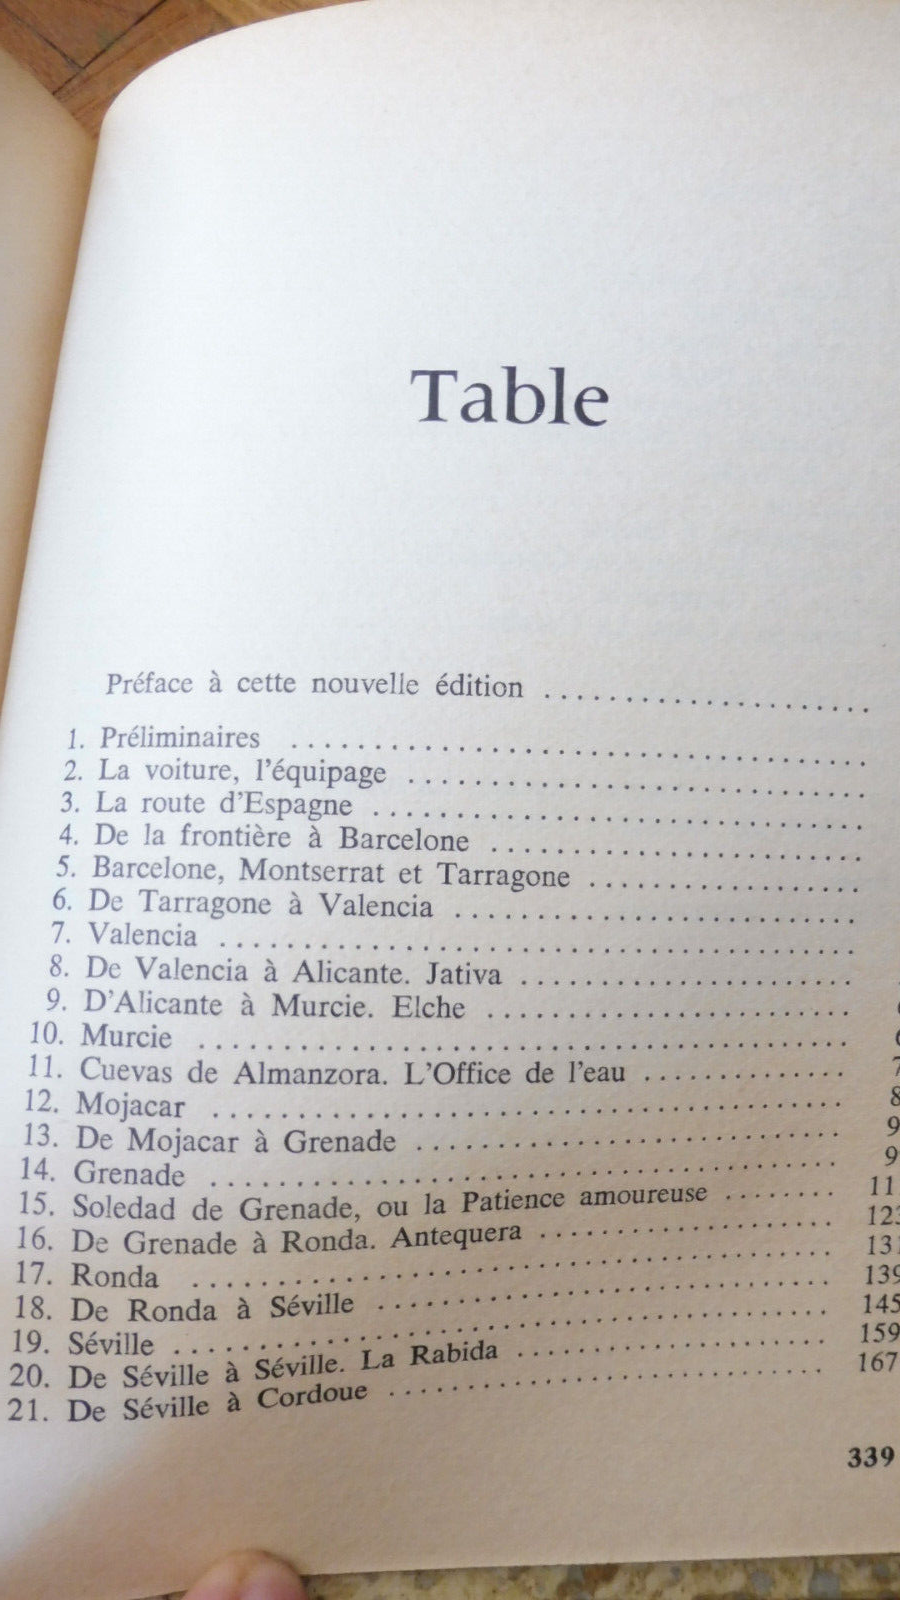 Table
Préface à cette nouvelle édition ....................
1. Préliminaires ....................
2. La voiture, l'équipage ....................
3. La route d'Espagne ....................
4. De la frontière à Barcelone ....................
5. Barcelone, Montserrat et Tarragone ....................
6. De Tarragone à Valencia ....................
7. Valencia ....................
8. De Valencia à Alicante. Jativa ....................
9. D'Alicante à Murcie. Elche ....................
10. Murcie ....................
11. Cuevas de Almanzora. L'Office de l'eau ....................
12. Mojacar ....................
13. De Mojacar à Grenade ....................
14. Grenade ....................
15. Soledad de Grenade, ou la Patience amoureuse ........
16. De Grenade à Ronda. Antequera .................... 123
17. Ronda .................... 131
18. De Ronda à Séville .................... 139
19. Séville .................... 145
20. De Séville à Séville. La Rabida .................... 159
21. De Séville à Cordoue .................... 167
339